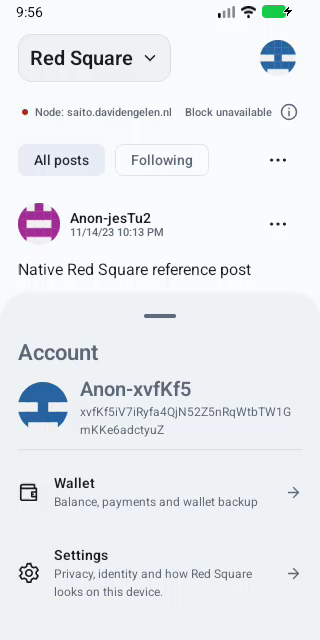 9:56
Red Square
Node: saito.davidengelen.nl Block unavailable
All posts Following
Anon-jesTu2
11/14/23 10:13 PM
Native Red Square reference post
Account
Anon-xvfKf5
xvfKf5iV7iRyfa4QjN52Z5nRqWtbTW1G
mKKe6adctyuZ
Wallet
Balance, payments and wallet backup
Settings
Privacy, identity and how Red Square
looks on this device.